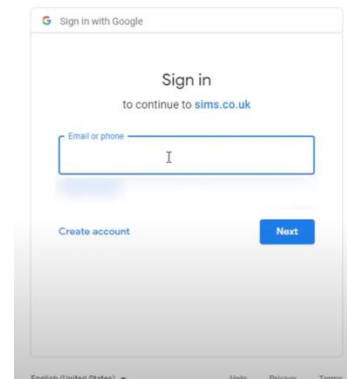 Sign in with Google
Sign in
to continue to sims.co.uk
Email or phone
Create account
Next
English (United States)
Help Privacy Terms